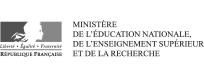 Liberté • Égalité • Fraternité
RÉPUBLIQUE FRANÇAISE
MINISTÈRE
DE L'ÉDUCATION NATIONALE,
DE L'ENSEIGNEMENT SUPÉRIEUR
ET DE LA RECHERCHE